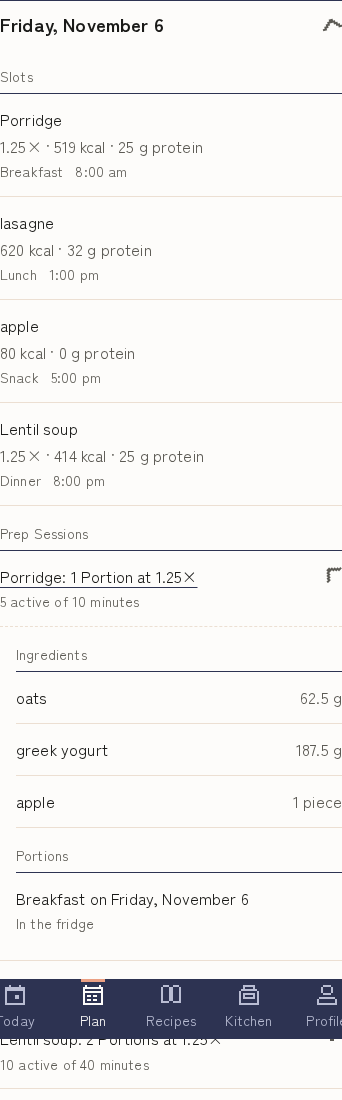 Friday, November 6
Slots
Porridge
1.25× · 519 kcal · 25 g protein
Breakfast 8:00 am
lasagne
620 kcal · 32 g protein
Lunch 1:00 pm
apple
80 kcal · 0 g protein
Snack 5:00 pm
Lentil soup
1.25× · 414 kcal · 25 g protein
Dinner 8:00 pm
Prep Sessions
Porridge: 1 Portion at 1.25×
5 active of 10 minutes
Ingredients
oats 62.5 g
greek yogurt 187.5 g
apple 1 piece
Portions
Breakfast on Friday, November 6
In the fridge
Today Plan Recipes Kitchen Profile
Lentil soup: 2 Portions at 1.25×
10 active of 40 minutes